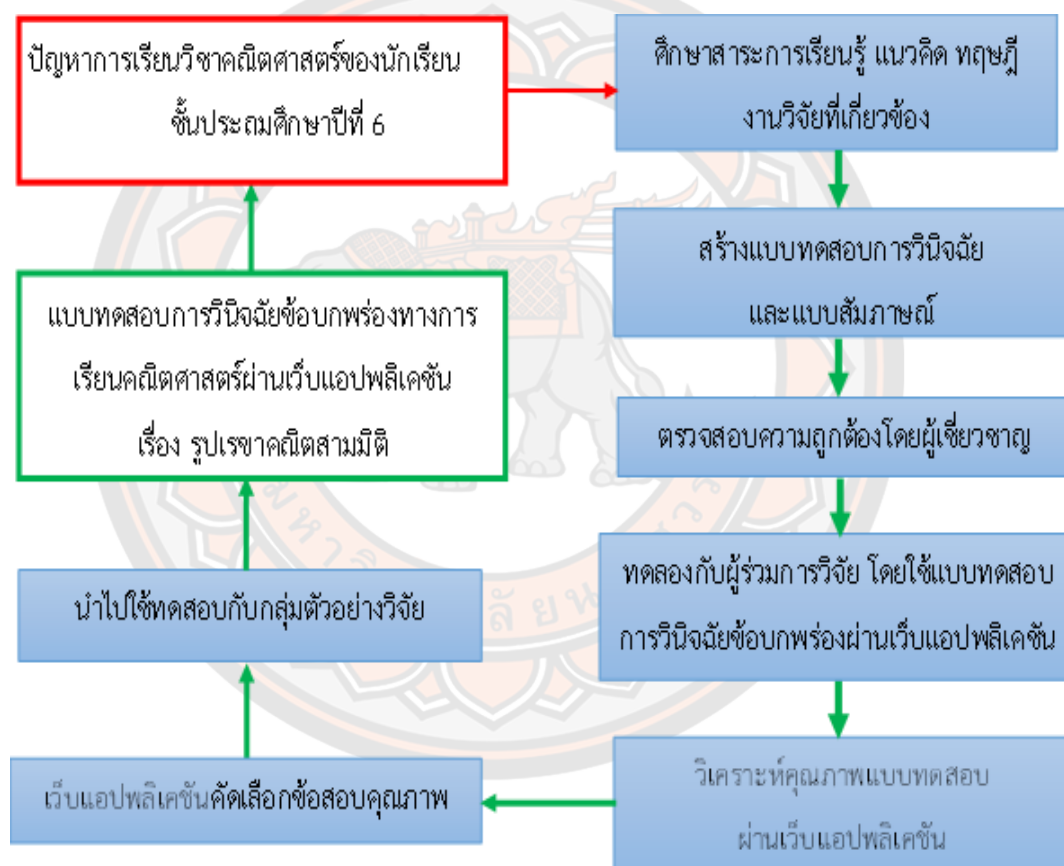 ปัญหาการเรียนวิชาคณิตศาสตร์ของนักเรียน
ชั้นประถมศึกษาปีที่ 6
ศึกษาสาระการเรียนรู้ แนวคิด ทฤษฎี
งานวิจัยที่เกี่ยวข้อง
สร้างแบบทดสอบการวินิจฉัย
และแบบสัมภาษณ์
ตรวจสอบความถูกต้องโดยผู้เชี่ยวชาญ
ทดลองกับผู้ร่วมการวิจัย โดยใช้แบบทดสอบ
การวินิจฉัยข้อบกพร่องผ่านเว็บแอปพลิเคชัน
วิเคราะห์คุณภาพแบบทดสอบ
ผ่านเว็บแอปพลิเคชัน
เว็บแอปพลิเคชันคัดเลือกข้อสอบคุณภาพ
นำไปใช้ทดสอบกับกลุ่มตัวอย่างวิจัย
แบบทดสอบการวินิจฉัยข้อบกพร่องทางการ
เรียนคณิตศาสตร์ผ่านเว็บแอปพลิเคชัน
เรื่อง รูปเรขาคณิตสามมิติ